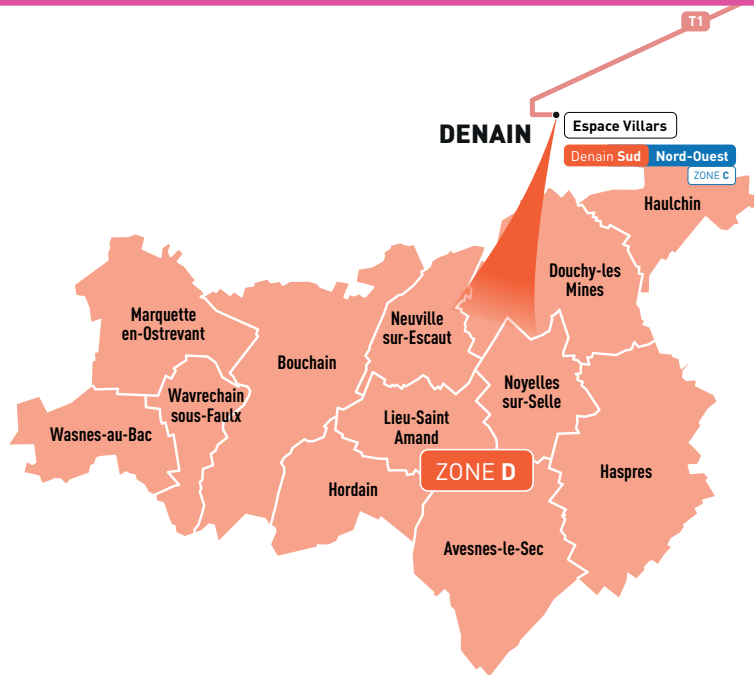 T1
DENAIN
Espace Villars
Denain Sud Nord-Ouest
ZONE C
Haulchin
Douchy-les
Mines
Marquette
en-Ostrevant
Neuville
sur-Escaut
Bouchain
Noyelles
sur-Selle
Wavrechain
sous-Faulx
Lieu-Saint
Amand
Wasnes-au-Bac
ZONE D
Haspres
Hordain
Avesnes-le-Sec